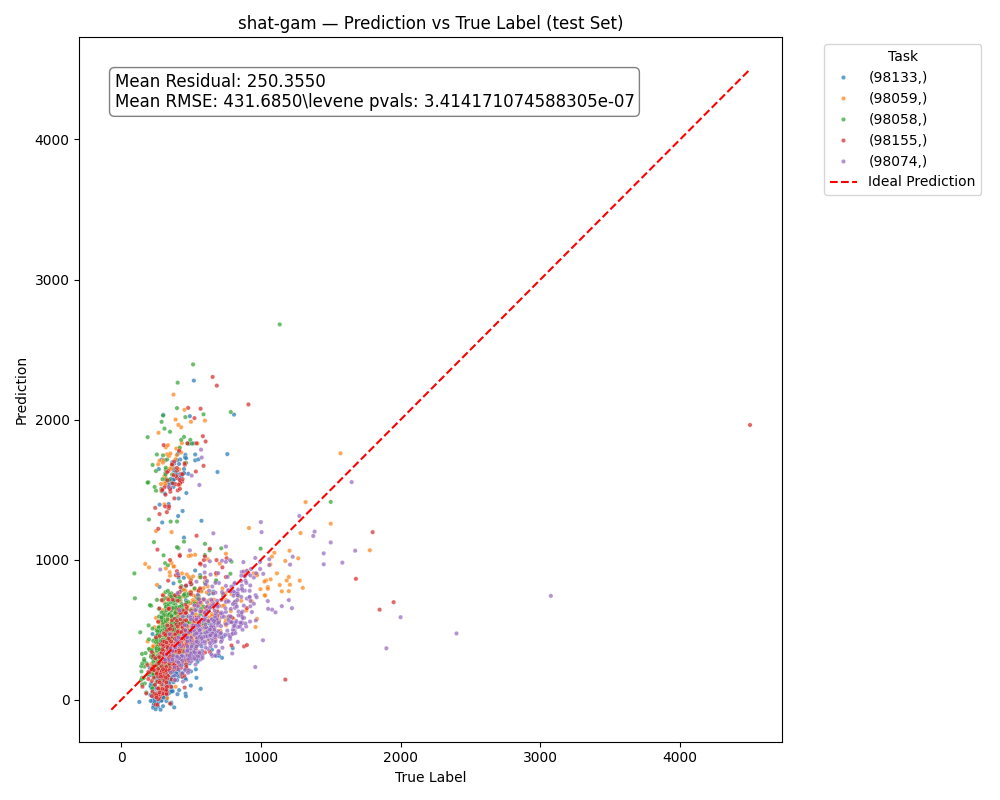 shat-gam — Prediction vs True Label (test Set)
Mean Residual: 250.3550
Mean RMSE: 431.6850\levene pvals: 3.414171074588305e-07
Task
(98133,)
(98059,)
(98058,)
(98155,)
(98074,)
Ideal Prediction
Prediction
4000
3000
2000
1000
0
0
1000
2000
3000
4000
True Label